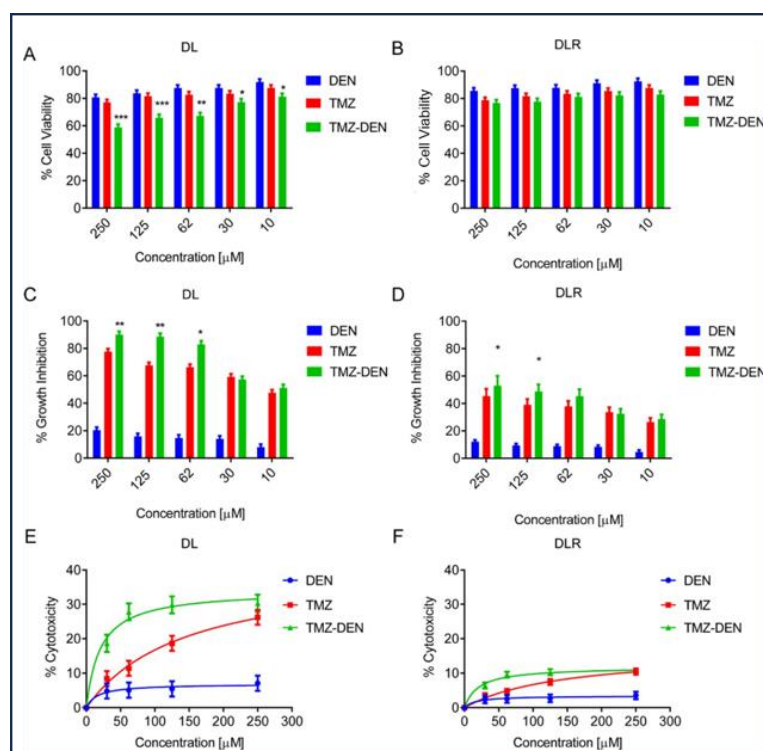 A
DL
% Cell Viability
100
80
60
40
20
0
***
***
**
*
*
250
125
62
30
10
Concentration [µM]
DEN
TMZ
TMZ-DEN
B
DLR
% Cell Viability
100
80
60
40
20
0
250
125
62
30
10
Concentration [µM]
DEN
TMZ
TMZ-DEN
C
DL
% Growth Inhibition
100
80
60
40
20
0
**
**
*
250
125
62
30
10
Concentration [µM]
DEN
TMZ
TMZ-DEN
D
DLR
% Growth Inhibition
100
80
60
40
20
0
*
*
250
125
62
30
10
Concentration [µM]
DEN
TMZ
TMZ-DEN
E
DL
% Cytotoxicity
40
30
20
10
0
0
50
100
150
200
250
300
Concentration [µM]
DEN
TMZ
TMZ-DEN
F
DLR
% Cytotoxicity
40
30
20
10
0
0
50
100
150
200
250
300
Concentration [µM]
DEN
TMZ
TMZ-DEN